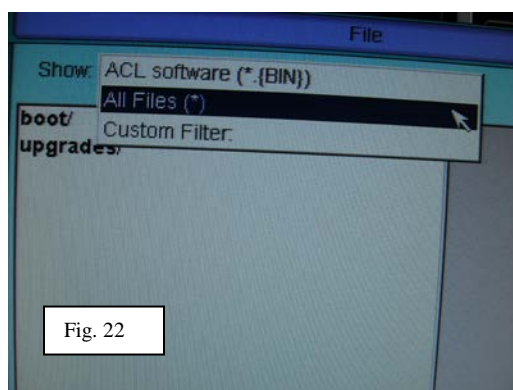 File
Show: ACL software (*.{BIN})
All Files (*)
Custom Filter:
boot/
upgrades/
Fig. 22